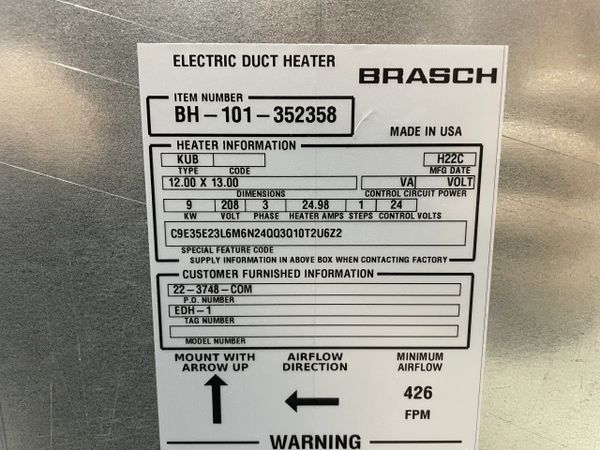 ELECTRIC DUCT HEATER
BRASCH
ITEM NUMBER
BH-101-352358
MADE IN USA
HEATER INFORMATION
KUB H22C
TYPE CODE MFG DATE
12.00 X 13.00 VA VOLT
DIMENSIONS CONTROL CIRCUIT POWER
9 208 3 24.98 1 24
KW VOLT PHASE HEATER AMPS STEPS CONTROL VOLTS
C9E35E23L6M6N24QQ3Q10T2U6Z2
SPECIAL FEATURE CODE
SUPPLY INFORMATION IN ABOVE BOX WHEN CONTACTING FACTORY
CUSTOMER FURNISHED INFORMATION
22-3748-COM
P.O. NUMBER
EDH-1
TAG NUMBER
MODEL NUMBER
MOUNT WITH ARROW UP
AIRFLOW DIRECTION
MINIMUM AIRFLOW
426
FPM
WARNING